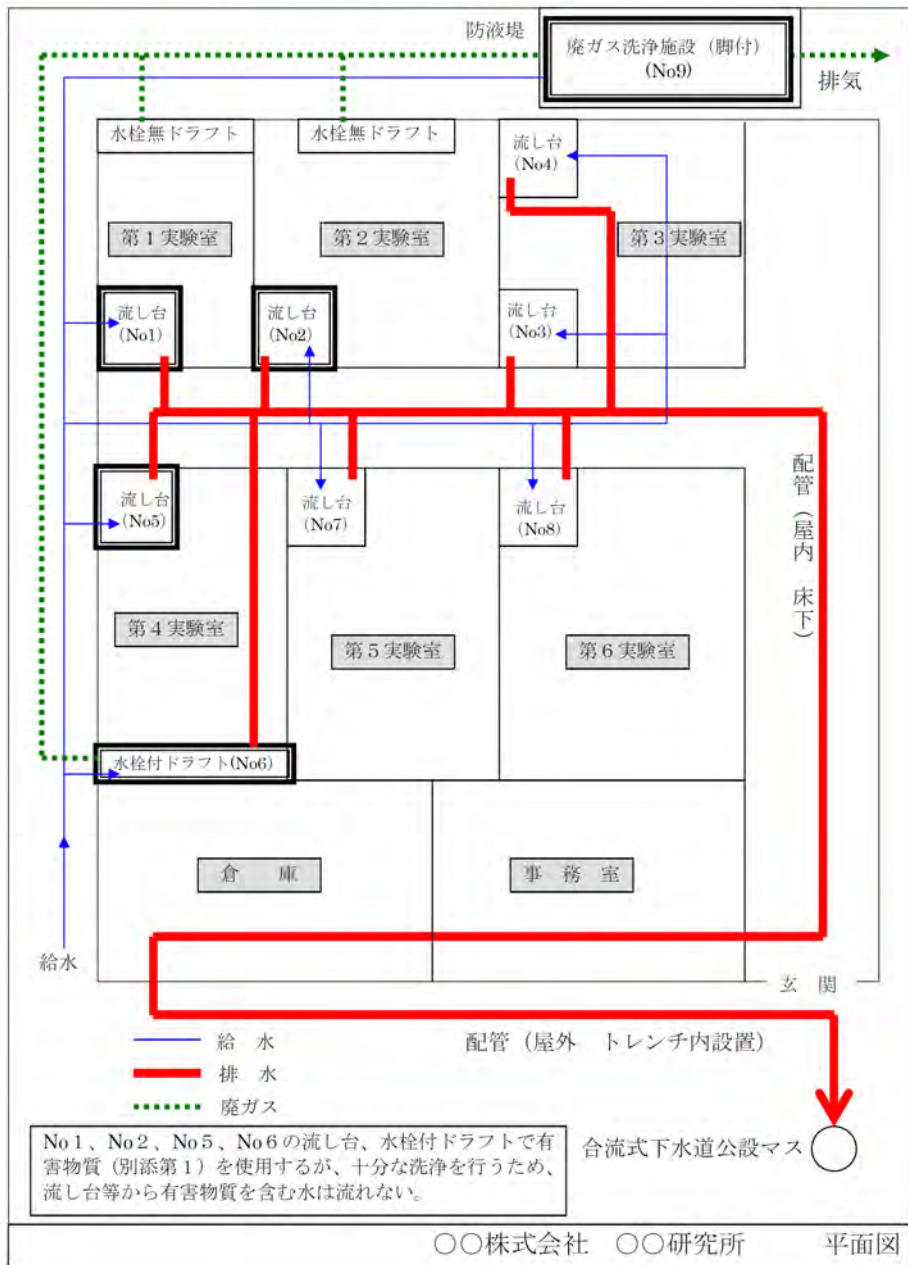 防液堤
廃ガス洗浄施設（脚付）
(No9)
排気
水栓無ドラフト
水栓無ドラフト
流し台
(No4)
第１実験室
第２実験室
第３実験室
流し台
(No1)
流し台
(No2)
流し台
(No3)
流し台
(No5)
流し台
(No7)
流し台
(No8)
配管（屋内　床下）
第４実験室
第５実験室
第６実験室
水栓付ドラフト(No6)
倉　庫
事　務　室
給水
玄　関
給　水
配管（屋外　トレンチ内設置）
排　水
廃ガス
No１、No２、No５、No６の流し台、水栓付ドラフトで有
害物質（別添第１）を使用するが、十分な洗浄を行うため、
流し台等から有害物質を含む水は流れない。
合流式下水道公設マス
○○株式会社　○○研究所　　平面図